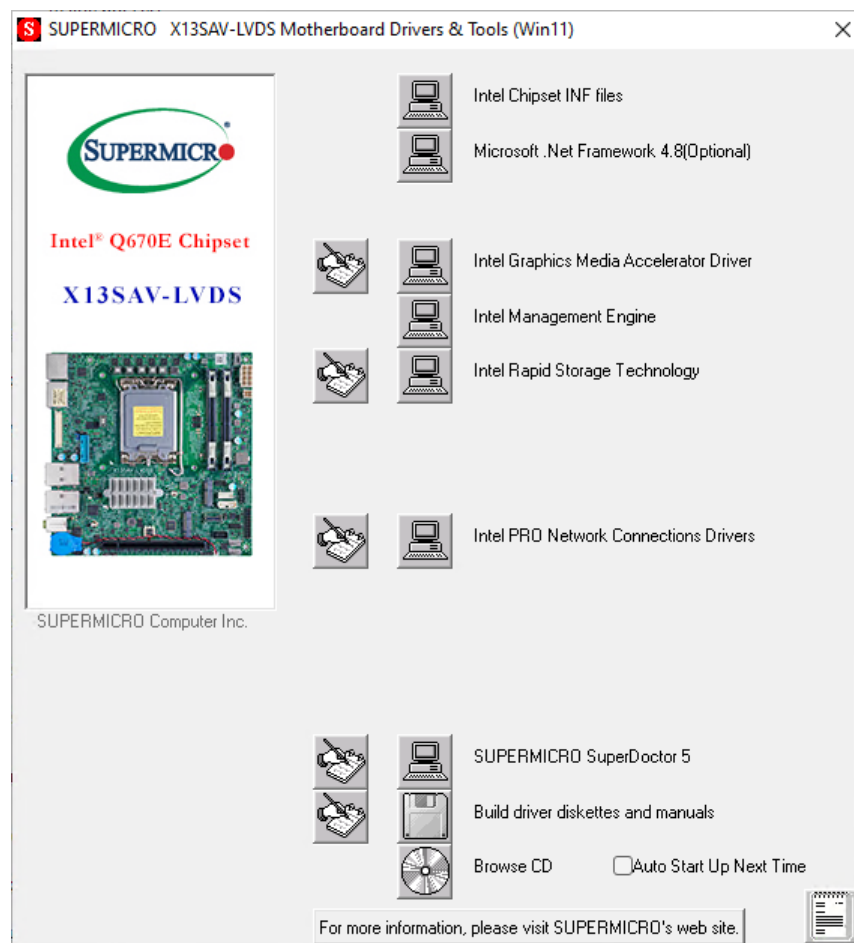 SUPERMICRO X13SAV-LVDS Motherboard Drivers & Tools (Win11)
Intel Chipset INF files
SUPERMICRO
Microsoft .Net Framework 4.8(Optional)
Intel® Q670E Chipset
Intel Graphics Media Accelerator Driver
X13SAV-LVDS
Intel Management Engine
Intel Rapid Storage Technology
Intel PRO Network Connections Drivers
SUPERMICRO Computer Inc.
SUPERMICRO SuperDoctor 5
Build driver diskettes and manuals
Browse CD Auto Start Up Next Time
For more information, please visit SUPERMICRO's web site.